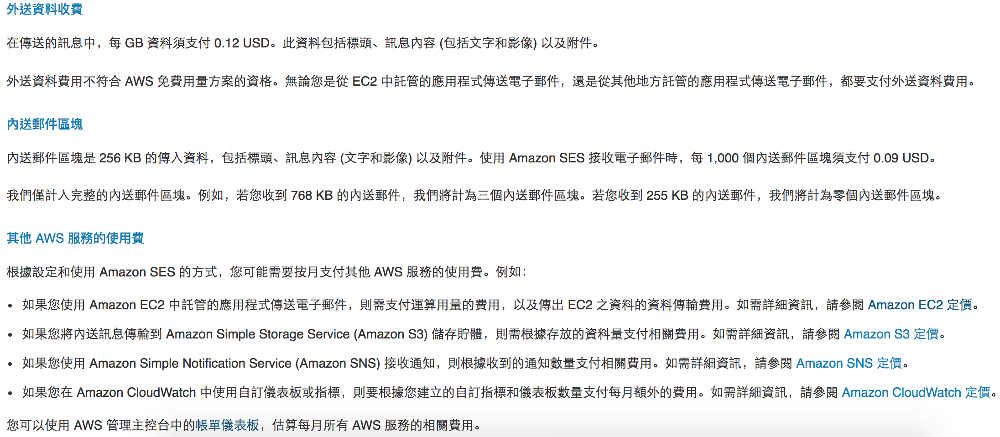 外送資料收費
在傳送的訊息中，每 GB 資料須支付 0.12 USD。此資料包括標頭、訊息內容 (包括文字和影像) 以及附件。
外送資料費用不符合 AWS 免費用量方案的資格。無論您是從 EC2 中託管的應用程式傳送電子郵件，還是從其他地方託管的應用程式傳送電子郵件，都要支付外送資料費用。
內送郵件區塊
內送郵件區塊是 256 KB 的傳入資料，包括標頭、訊息內容 (文字和影像) 以及附件。使用 Amazon SES 接收電子郵件時，每 1,000 個內送郵件區塊須支付 0.09 USD。
我們僅計入完整的內送郵件區塊。例如，若您收到 768 KB 的內送郵件，我們將計為三個內送郵件區塊。若您收到 255 KB 的內送郵件，我們將計為零個內送郵件區塊。
其他 AWS 服務的使用費
根據設定和使用 Amazon SES 的方式，您可能需要按月支付其他 AWS 服務的使用費。例如：
• 如果您使用 Amazon EC2 中託管的應用程式傳送電子郵件，則需支付運算用量的費用，以及傳出 EC2 之資料的資料傳輸費用。如需詳細資訊，請參閱 Amazon EC2 定價。
• 如果您將內送訊息傳輸到 Amazon Simple Storage Service (Amazon S3) 儲存貯體，則需根據存放的資料量支付相關費用。如需詳細資訊，請參閱 Amazon S3 定價。
• 如果您使用 Amazon Simple Notification Service (Amazon SNS) 接收通知，則根據收到的通知數量支付相關費用。如需詳細資訊，請參閱 Amazon SNS 定價。
• 如果您在 Amazon CloudWatch 中使用自訂儀表板或指標，則要根據您建立的自訂指標和儀表板數量支付每月額外的費用。如需詳細資訊，請參閱 Amazon CloudWatch 定價。
您可以使用 AWS 管理主控台中的帳單儀表板，估算每月所有 AWS 服務的相關費用。